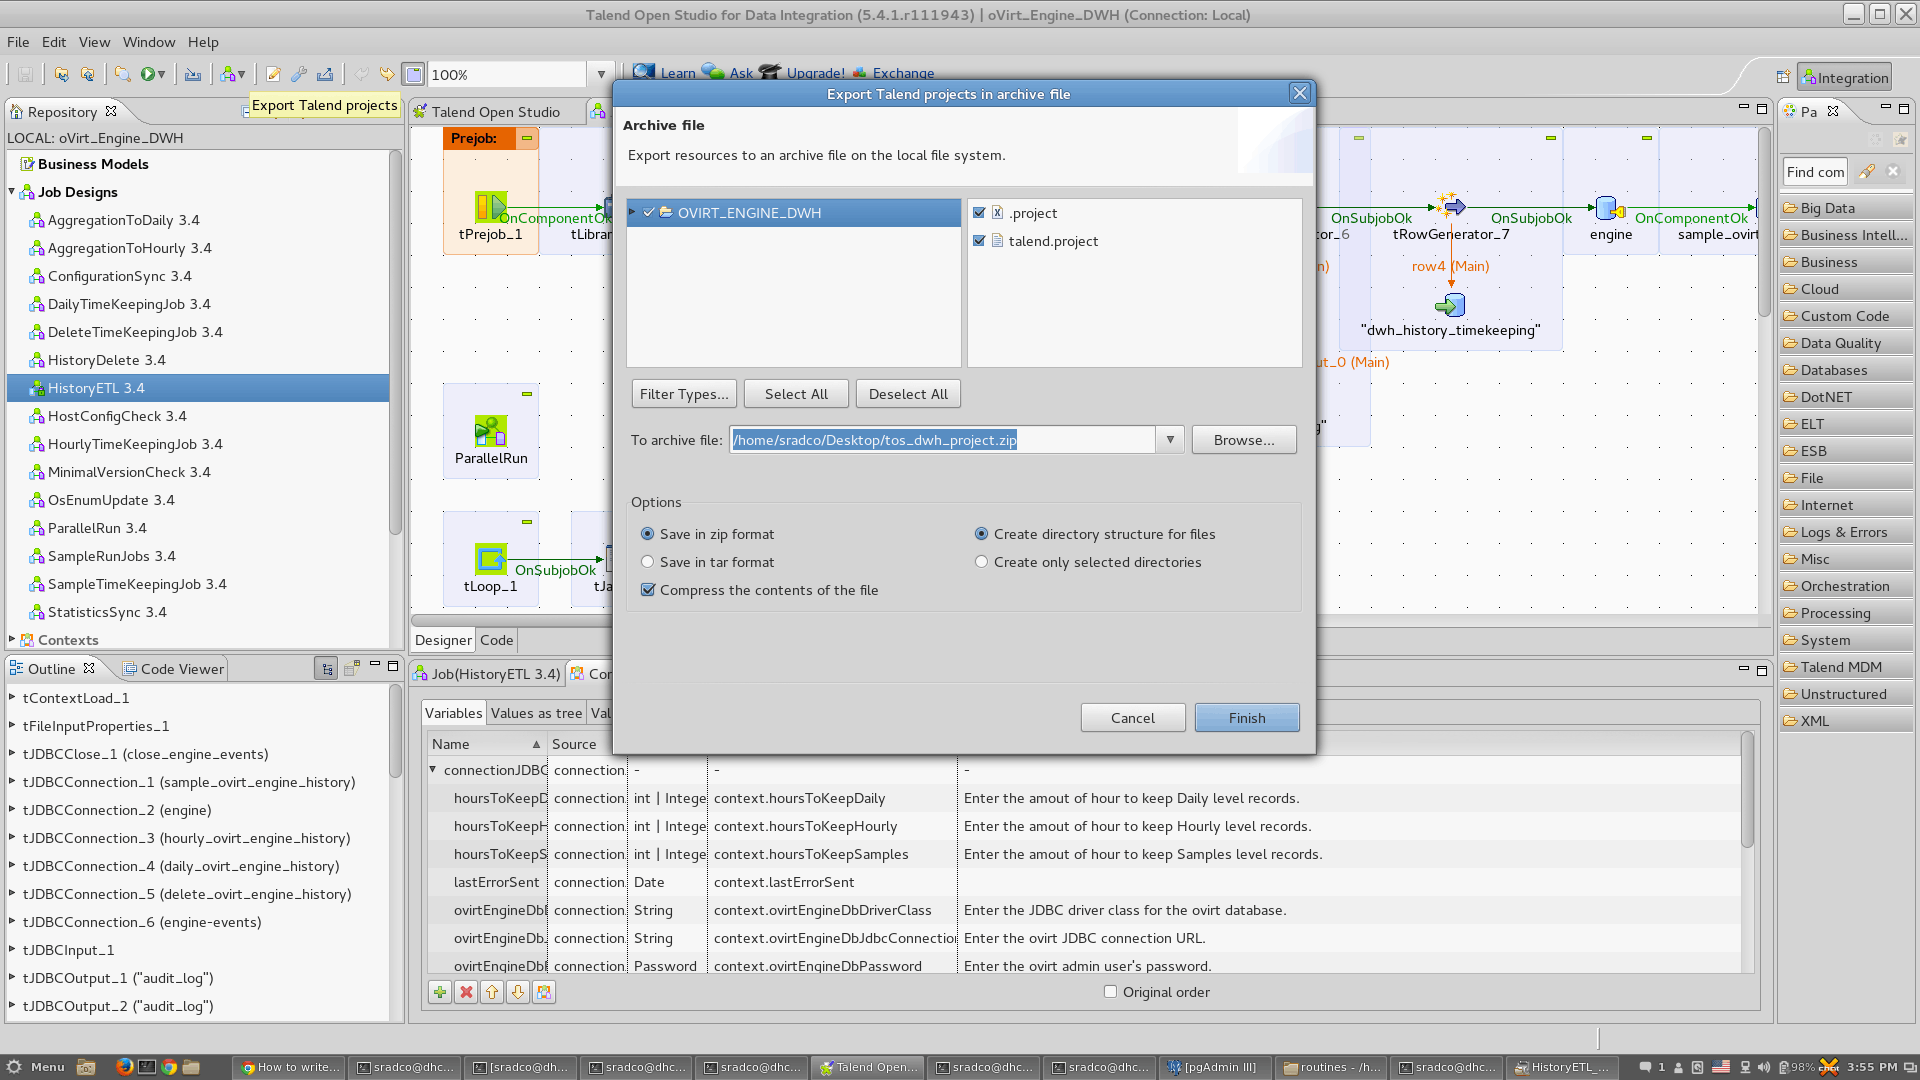 Talend Open Studio for Data Integration (5.4.1.r111943) | oVirt_Engine_DWH (Connection: Local)
File Edit View Window Help
100%
Learn Ask Upgrade! Exchange
Integration
Export Talend projects
Repository
LOCAL: oVirt_Engine_DWH
Business Models
Job Designs
AggregationToDaily 3.4
AggregationToHourly 3.4
ConfigurationSync 3.4
DailyTimeKeepingJob 3.4
DeleteTimeKeepingJob 3.4
HistoryDelete 3.4
HistoryETL 3.4
HostConfigCheck 3.4
HourlyTimeKeepingJob 3.4
MinimalVersionCheck 3.4
OsEnumUpdate 3.4
ParallelRun 3.4
SampleRunJobs 3.4
SampleTimeKeepingJob 3.4
StatisticsSync 3.4
Contexts
Outline
Code Viewer
tContextLoad_1
tFileInputProperties_1
tJDBCClose_1 (close_engine_events)
tJDBCConnection_1 (sample_ovirt_engine_history)
tJDBCConnection_2 (engine)
tJDBCConnection_3 (hourly_ovirt_engine_history)
tJDBCConnection_4 (daily_ovirt_engine_history)
tJDBCConnection_5 (delete_ovirt_engine_history)
tJDBCConnection_6 (engine-events)
tJDBCInput_1
tJDBCOutput_1 ("audit_log")
tJDBCOutput_2 ("audit_log")
Talend Open Studio
Prejob:
OnComponentOk
tPrejob_1
tLibrar
ParallelRun
OnSubjobOk
tLoop_1
tJa
Designer Code
Export Talend projects in archive file
Archive file
Export resources to an archive file on the local file system.
OVIRT_ENGINE_DWH
.project
talend.project
Filter Types...
Select All
Deselect All
To archive file:
/home/sradco/Desktop/tos_dwh_project.zip
Browse...
Options
Save in zip format
Create directory structure for files
Save in tar format
Create only selected directories
Compress the contents of the file
Cancel
Finish
OnSubjobOk
OnSubjobOk
OnComponentOk
or_6
tRowGenerator_7
engine
sample_ovirt
n)
row4 (Main)
"dwh_history_timekeeping"
ut_0 (Main)
g"
Pa
Find com
Big Data
Business Intell...
Business
Cloud
Custom Code
Data Quality
Databases
DotNET
ELT
ESB
File
Internet
Logs & Errors
Misc
Orchestration
Processing
System
Talend MDM
Unstructured
XML
Job(HistoryETL 3.4)
Con
Variables
Values as tree
Val
Name
Source
connectionJDBC connection - - -
hoursToKeepD connection int | Intege context.hoursToKeepDaily Enter the amout of hour to keep Daily level records.
hoursToKeepH connection int | Intege context.hoursToKeepHourly Enter the amout of hour to keep Hourly level records.
hoursToKeepS connection int | Intege context.hoursToKeepSamples Enter the amout of hour to keep Samples level records.
lastErrorSent connection Date context.lastErrorSent
ovirtEngineDbD connection String context.ovirtEngineDbDriverClass Enter the JDBC driver class for the ovirt database.
ovirtEngineDbJ connection String context.ovirtEngineDbJdbcConnection Enter the ovirt JDBC connection URL.
ovirtEngineDbP connection Password context.ovirtEngineDbPassword Enter the ovirt admin user's password.
Original order
Menu
How to write...
sradco@dhc...
[sradco@dh...
sradco@dhc...
sradco@dhc...
Talend Open...
sradco@dhc...
sradco@dhc...
[pgAdmin III]
routines - /h...
sradco@dhc...
HistoryETL_...
1
98%
3:55 PM